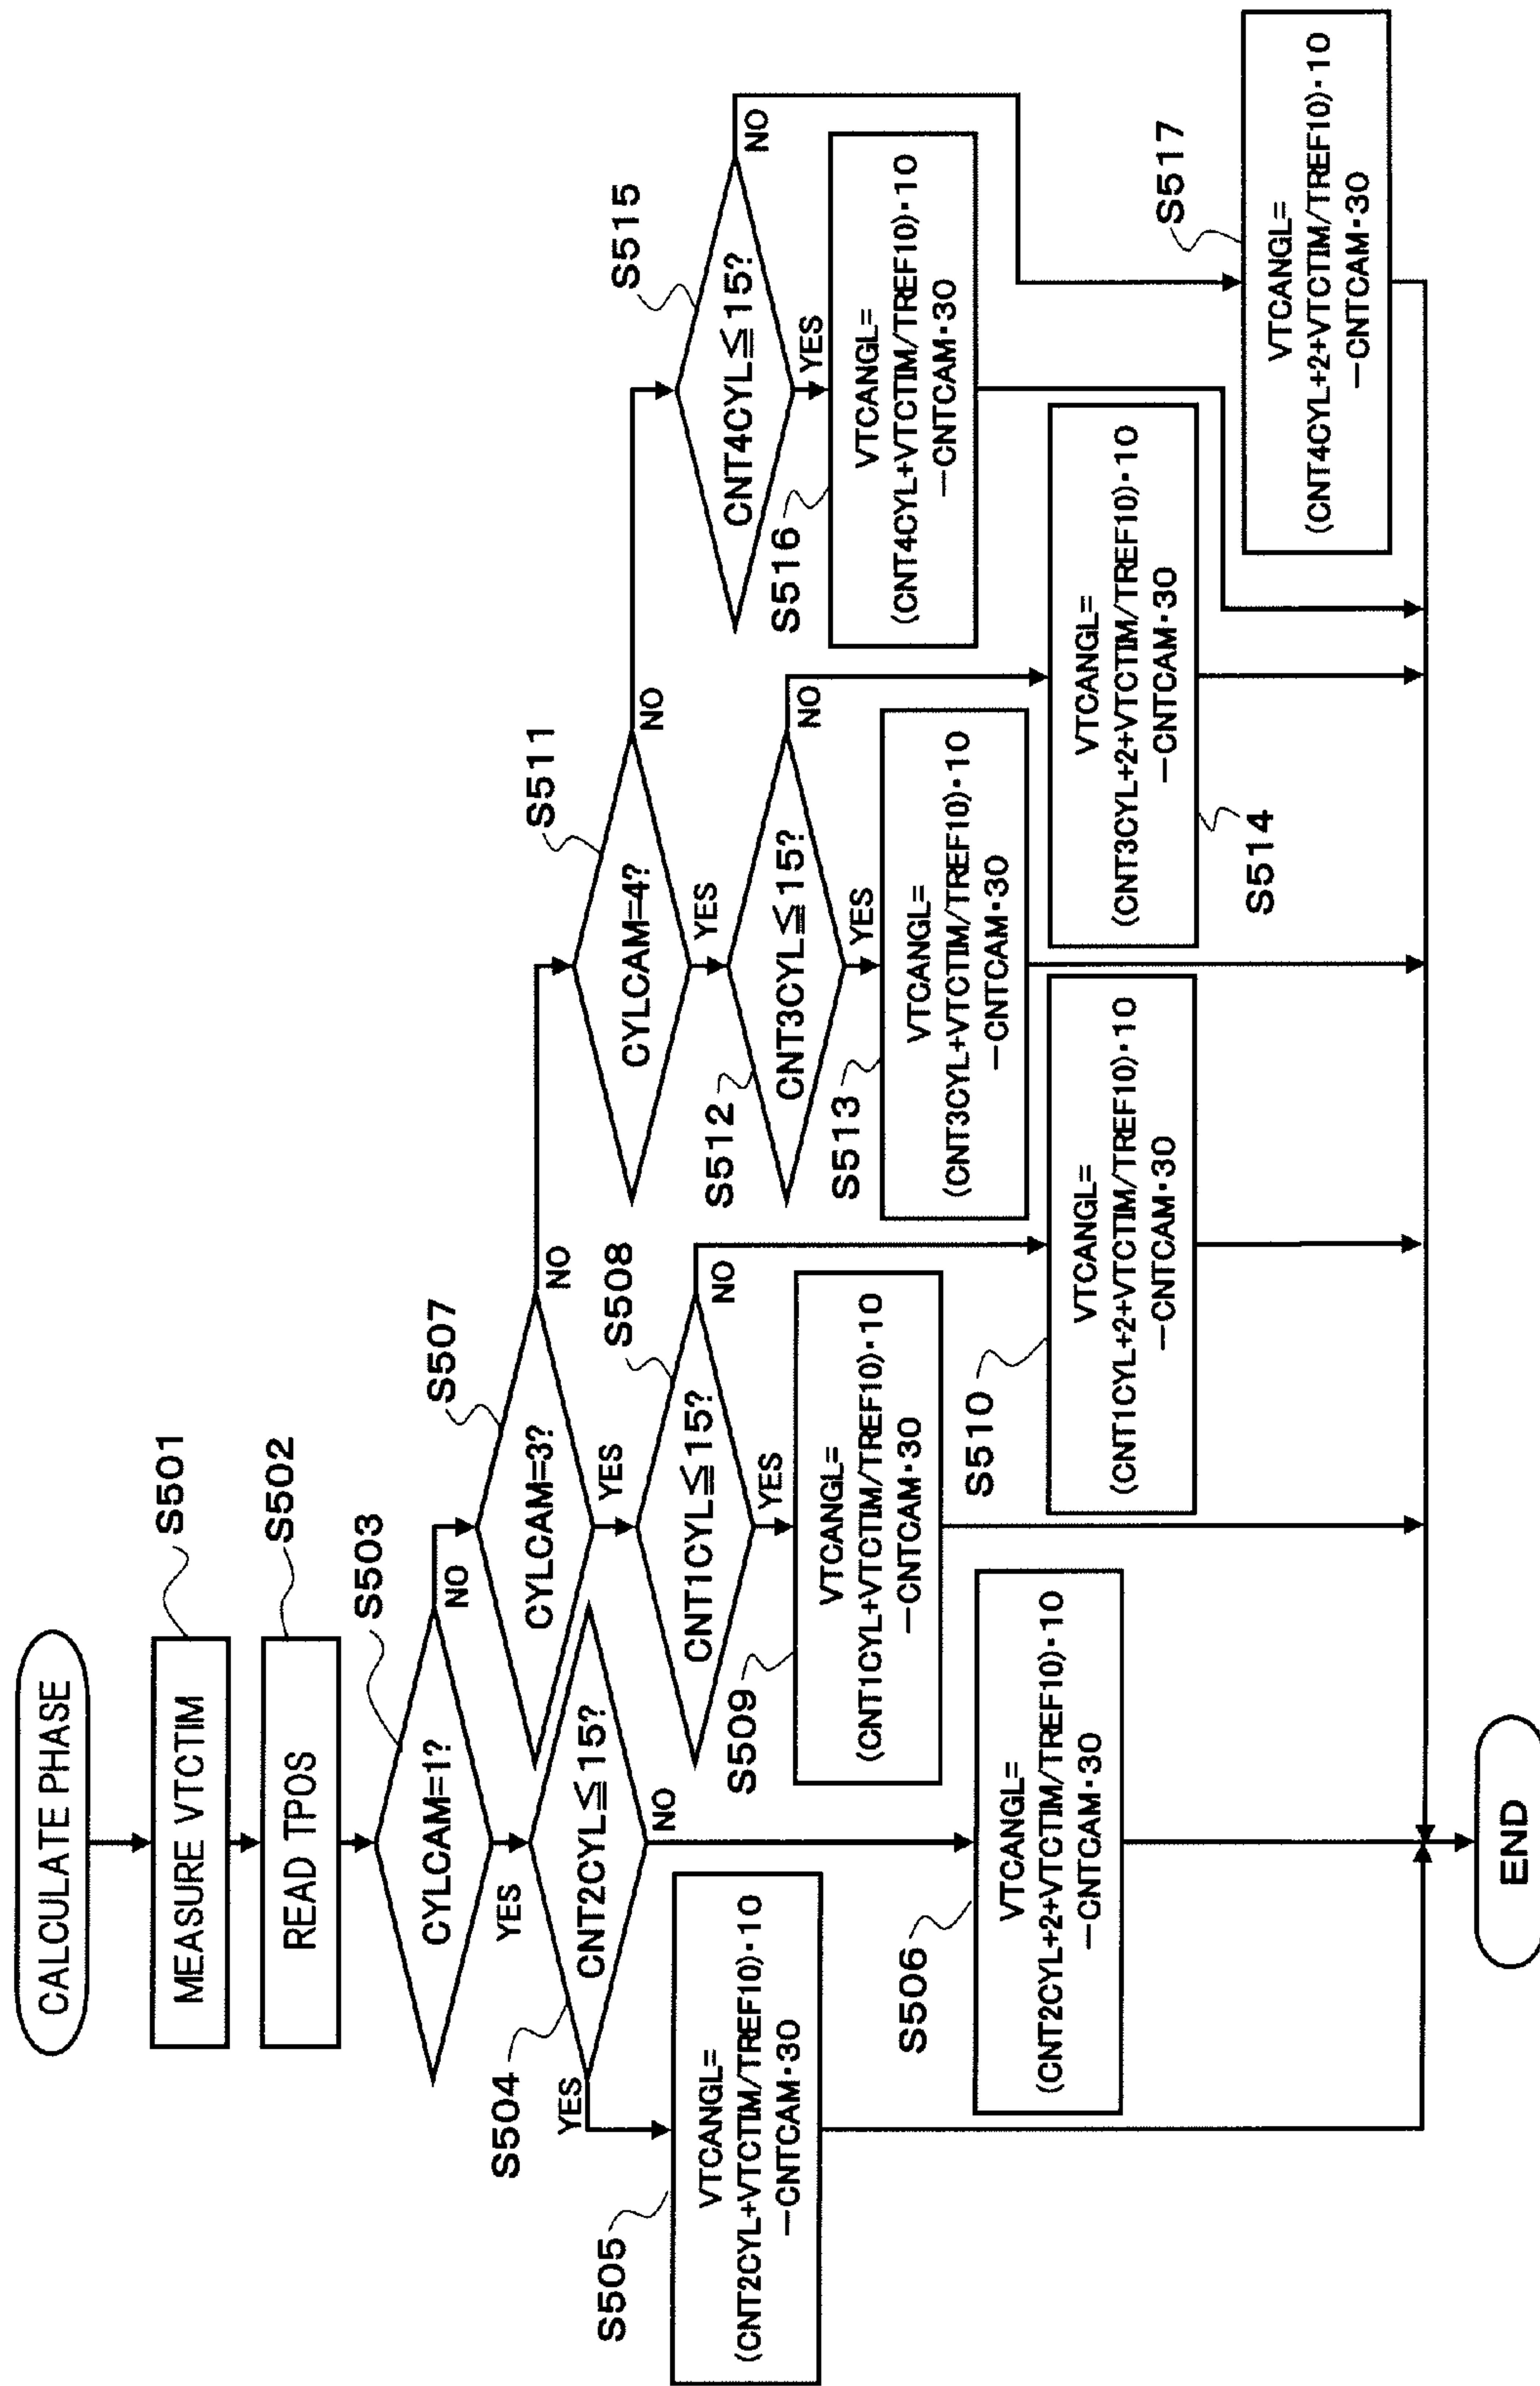 CALCULATE PHASE
S501
MEASURE VTCTIM
S502
READ TPOS
S503
CYLCAM=1?
NO
YES
S504
CNT2CYL≦15?
YES
NO
S505
VTCANGL=
(CNT2CYL+VTCTIM/TREF10)·10
−CNTCAM·30
S506
VTCANGL=
(CNT2CYL+2+VTCTIM/TREF10)·10
−CNTCAM·30
S507
CYLCAM=3?
NO
YES
S508
CNT1CYL≦15?
NO
YES
S509
VTCANGL=
(CNT1CYL+VTCTIM/TREF10)·10
−CNTCAM·30
S510
VTCANGL=
(CNT1CYL+2+VTCTIM/TREF10)·10
−CNTCAM·30
S511
CYLCAM=4?
NO
YES
S512
CNT3CYL≦15?
NO
YES
S513
VTCANGL=
(CNT3CYL+VTCTIM/TREF10)·10
−CNTCAM·30
S514
VTCANGL=
(CNT3CYL+2+VTCTIM/TREF10)·10
−CNTCAM·30
S515
CNT4CYL≦15?
NO
YES
S516
VTCANGL=
(CNT4CYL+VTCTIM/TREF10)·10
−CNTCAM·30
S517
VTCANGL=
(CNT4CYL+2+VTCTIM/TREF10)·10
−CNTCAM·30
END